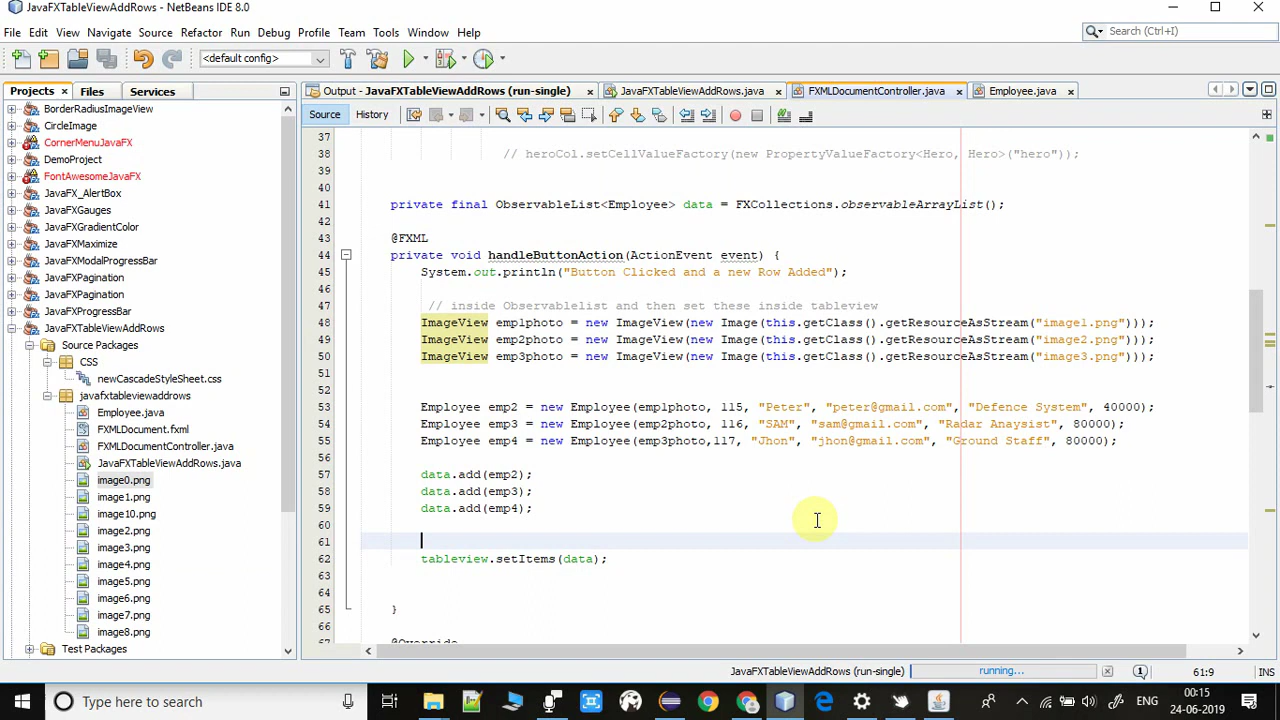 JavaFXTableViewAddRows - NetBeans IDE 8.0
File Edit View Navigate Source Refactor Run Debug Profile Team Tools Window Help
Search (Ctrl+I)
<default config>
Projects Files Services
Output - JavaFXTableViewAddRows (run-single) JavaFXTableViewAddRows.java FXMLDocumentController.java Employee.java
Source History
BorderRadiusImageView
CircleImage
CornerMenuJavaFX
DemoProject
FontAwesomeJavaFX
JavaFX_AlertBox
JavaFXGauges
JavaFXGradientColor
JavaFXMaximize
JavaFXModalProgressBar
JavaFXPagination
JavaFXPagination
JavaFXProgressBar
JavaFXTableViewAddRows
Source Packages
CSS
newCascadeStyleSheet.css
javafxtableviewaddrows
Employee.java
FXMLDocument.fxml
FXMLDocumentController.java
JavaFXTableViewAddRows.java
image0.png
image1.png
image10.png
image2.png
image3.png
image4.png
image5.png
image6.png
image7.png
image8.png
Test Packages
37
38 // heroCol.setCellValueFactory(new PropertyValueFactory<Hero, Hero>("hero"));
39
40
41 private final ObservableList<Employee> data = FXCollections.observableArrayList();
42
43 @FXML
44 private void handleButtonAction(ActionEvent event) {
45 System.out.println("Button Clicked and a new Row Added");
46
47 // inside Observablelist and then set these inside tableview
48 ImageView emp1photo = new ImageView(new Image(this.getClass().getResourceAsStream("image1.png")));
49 ImageView emp2photo = new ImageView(new Image(this.getClass().getResourceAsStream("image2.png")));
50 ImageView emp3photo = new ImageView(new Image(this.getClass().getResourceAsStream("image3.png")));
51
52
53 Employee emp2 = new Employee(emp1photo, 115, "Peter", "peter@gmail.com", "Defence System", 40000);
54 Employee emp3 = new Employee(emp2photo, 116, "SAM", "sam@gmail.com", "Radar Anaysist", 80000);
55 Employee emp4 = new Employee(emp3photo,117, "Jhon", "jhon@gmail.com", "Ground Staff", 80000);
56
57 data.add(emp2);
58 data.add(emp3);
59 data.add(emp4);
60
61
62 tableview.setItems(data);
63
64
65 }
66
67 @Override
JavaFXTableViewAddRows (run-single) running... 1 61:9 INS
Type here to search
ENG
00:15
24-06-2019